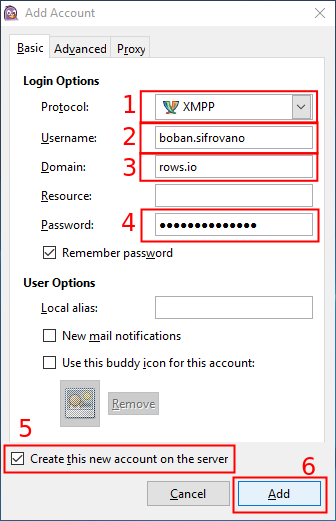 Add Account
Basic Advanced Proxy
Login Options
Protocol: 1 XMPP
Username: 2 boban.sifrovano
Domain: 3 rows.io
Resource:
Password: 4 ●●●●●●●●●●●●●●
Remember password
User Options
Local alias:
New mail notifications
Use this buddy icon for this account:
Remove
5
Create this new account on the server
6
Cancel Add